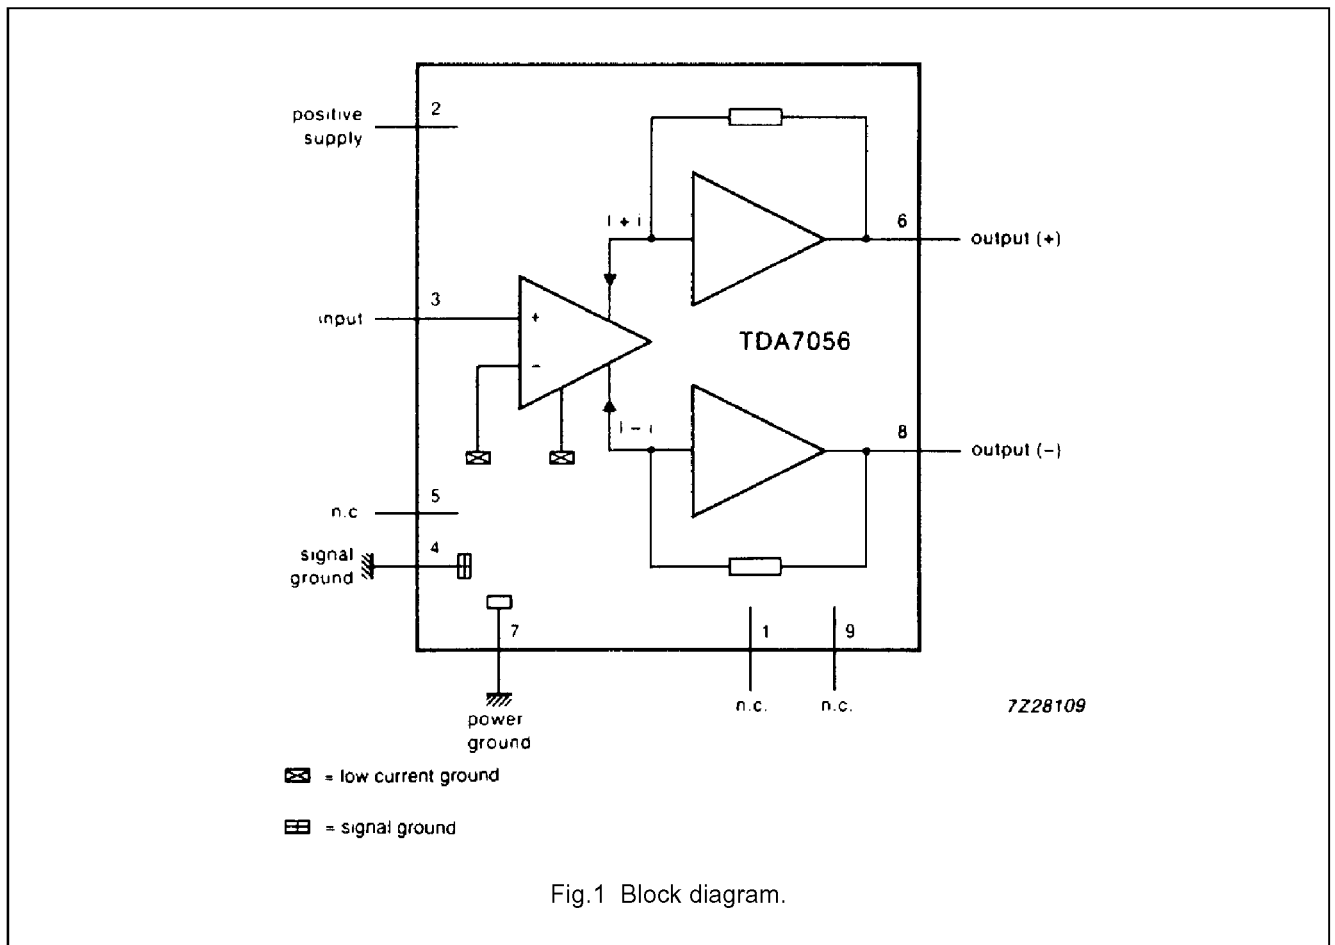 positive
supply
2
I + i
6
output (+)
input
3
+
TDA7056
−
I − i
8
output (−)
n.c
5
signal
ground
4
7
1
9
n.c.
n.c.
7Z28109
power
ground
= low current ground
= signal ground
Fig.1 Block diagram.